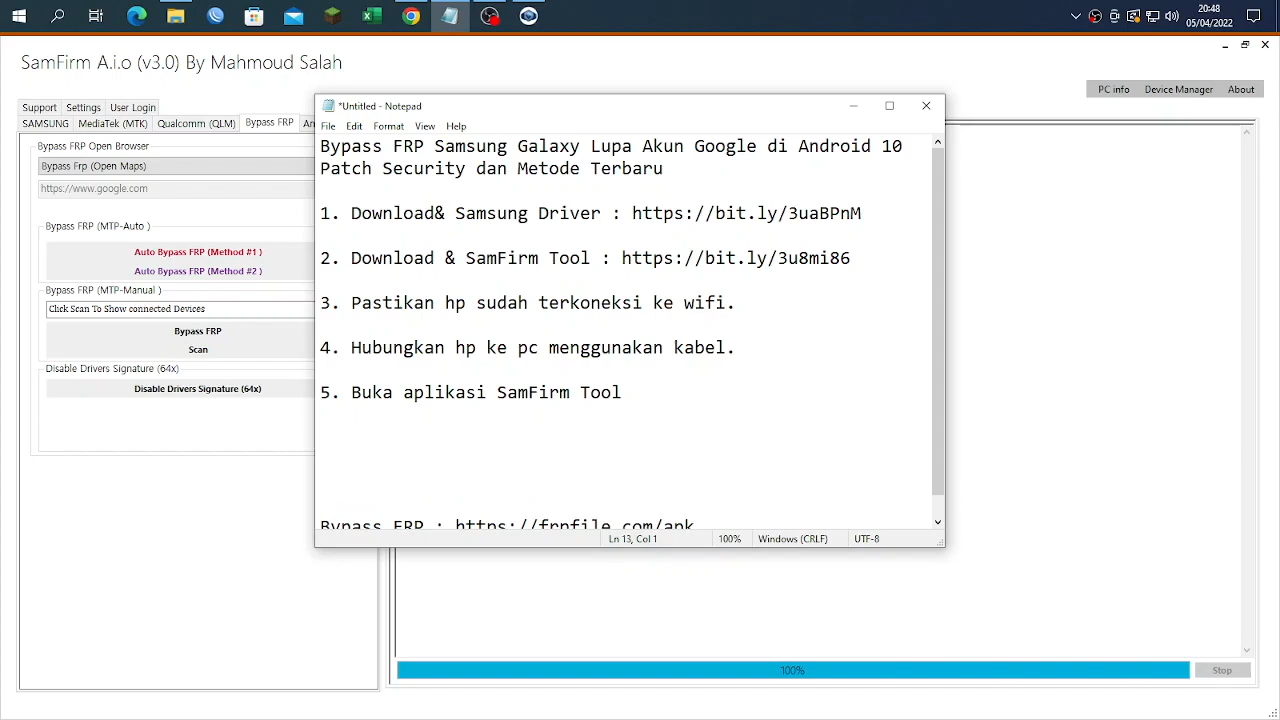 20:48
05/04/2022
SamFirm A.i.o (v3.0) By Mahmoud Salah
PC info Device Manager About
Support Settings User Login
SAMSUNG MediaTek (MTK) Qualcomm (QLM) Bypass FRP
Bypass FRP Open Browser
Bypass Frp (Open Maps)
https://www.google.com
Bypass FRP (MTP-Auto )
Auto Bypass FRP (Method #1 )
Auto Bypass FRP (Method #2 )
Bypass FRP (MTP-Manual )
Click Scan To Show connected Devices
Bypass FRP
Scan
Disable Drivers Signature (64x)
Disable Drivers Signature (64x)
*Untitled - Notepad
File Edit Format View Help
Bypass FRP Samsung Galaxy Lupa Akun Google di Android 10
Patch Security dan Metode Terbaru
1. Download& Samsung Driver : https://bit.ly/3uaBPnM
2. Download & SamFirm Tool : https://bit.ly/3u8mi86
3. Pastikan hp sudah terkoneksi ke wifi.
4. Hubungkan hp ke pc menggunakan kabel.
5. Buka aplikasi SamFirm Tool
Bypass FRP : https://frpfile.com/apk
Ln 13, Col 1 100% Windows (CRLF) UTF-8
100% Stop